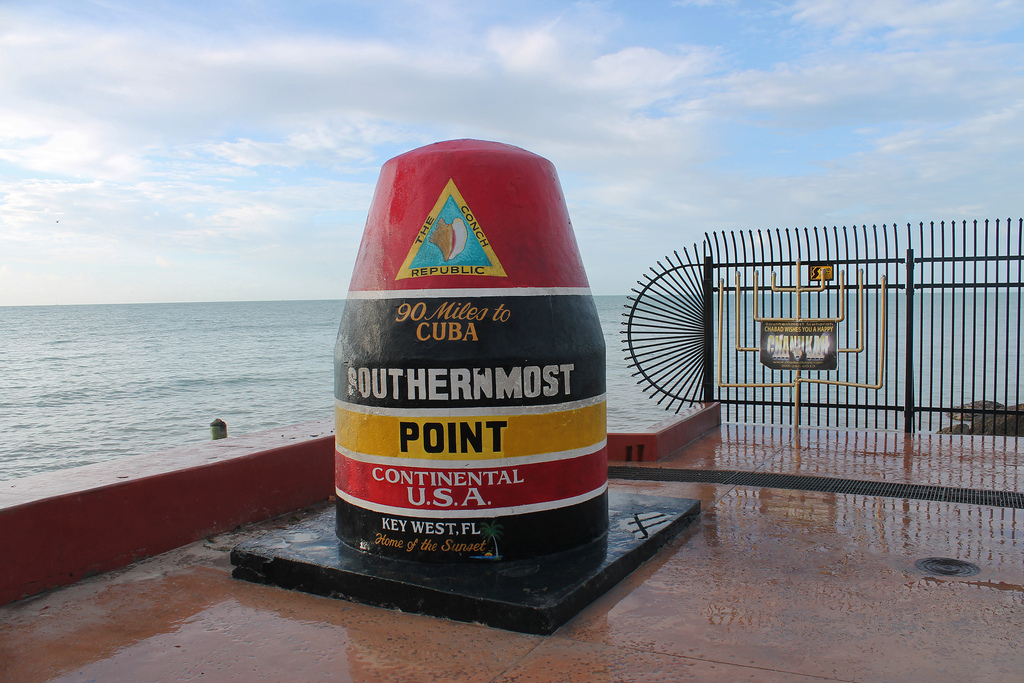 THE CONCH
REPUBLIC
90 Miles to
CUBA
SOUTHERNMOST
POINT
CONTINENTAL
U.S.A.
KEY WEST, FL
Home of the Sunset
CHABAD WISHES YOU A HAPPY
CHANUKAH